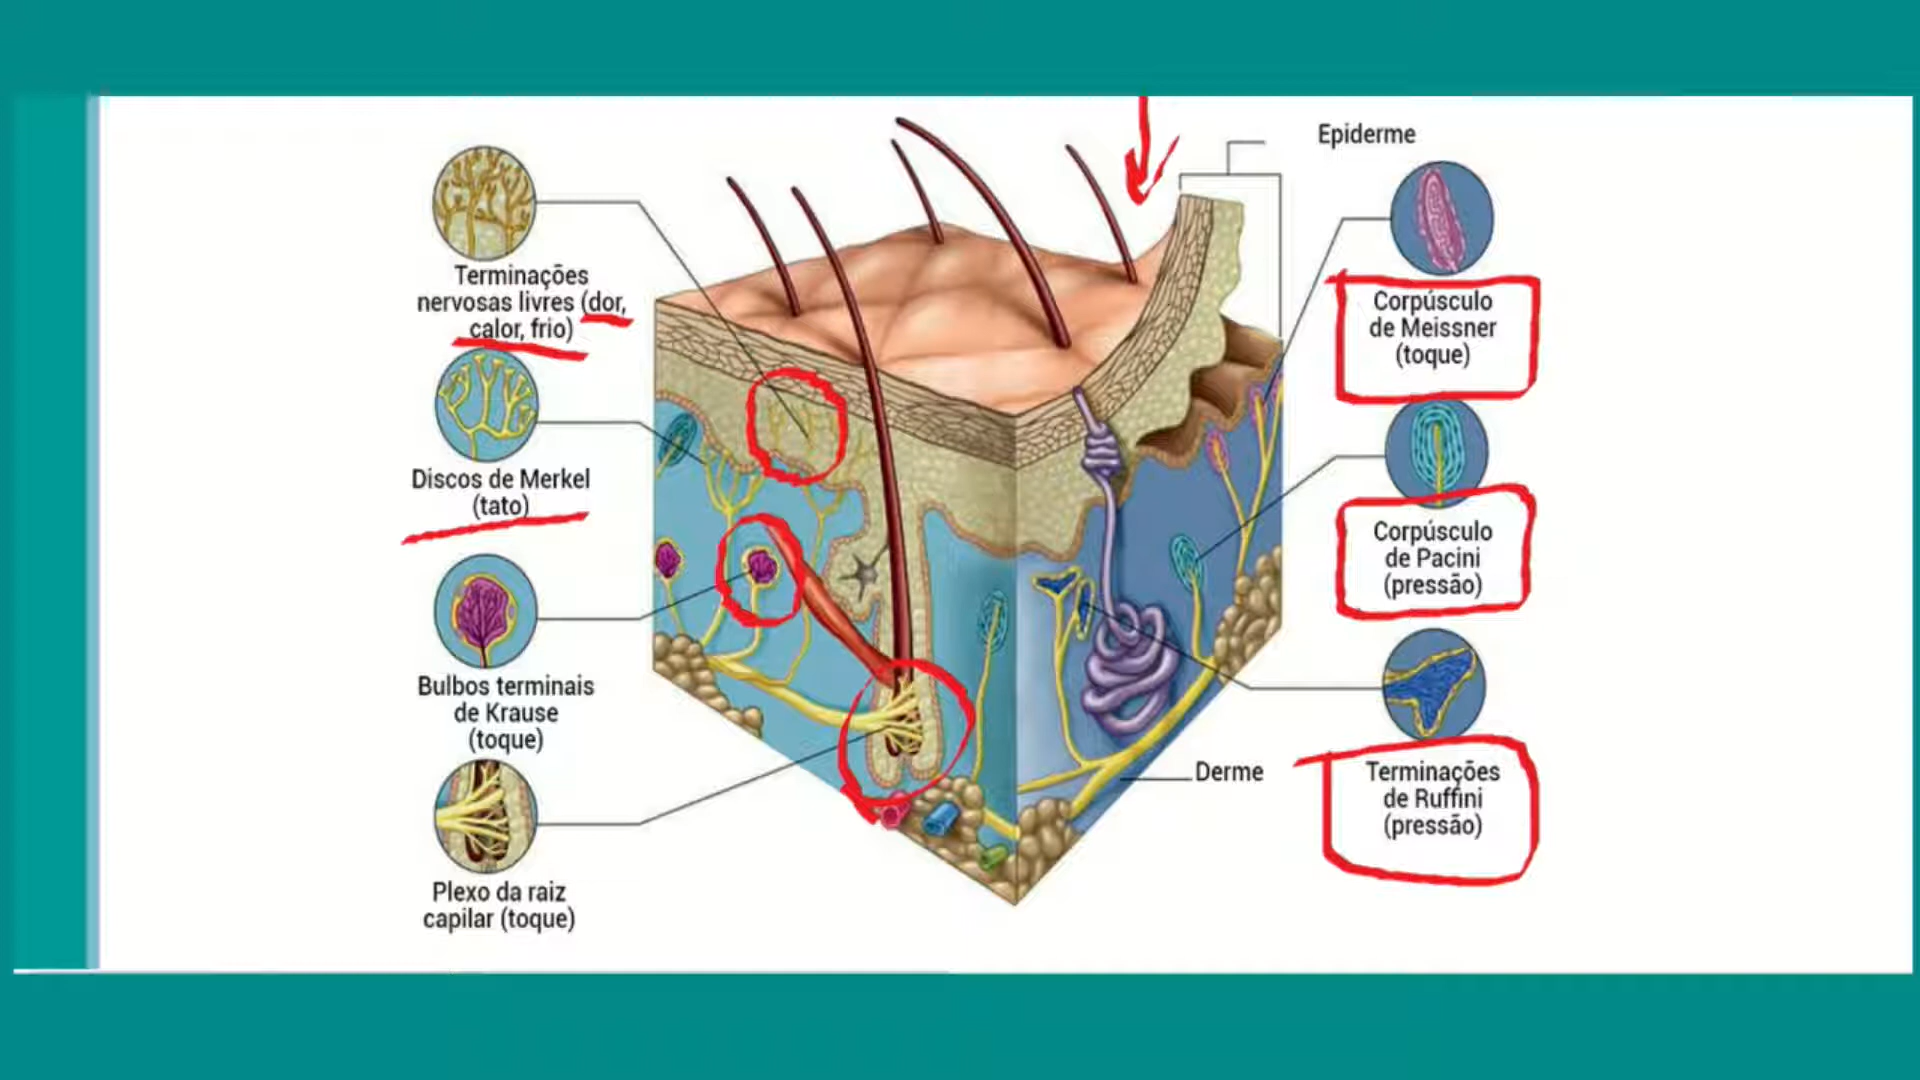 Terminações
nervosas livres (dor,
calor, frio)
Discos de Merkel
(tato)
Bulbos terminais
de Krause
(toque)
Plexo da raiz
capilar (toque)
Epiderme
Corpúsculo
de Meissner
(toque)
Corpúsculo
de Pacini
(pressão)
Terminações
de Ruffini
(pressão)
Derme